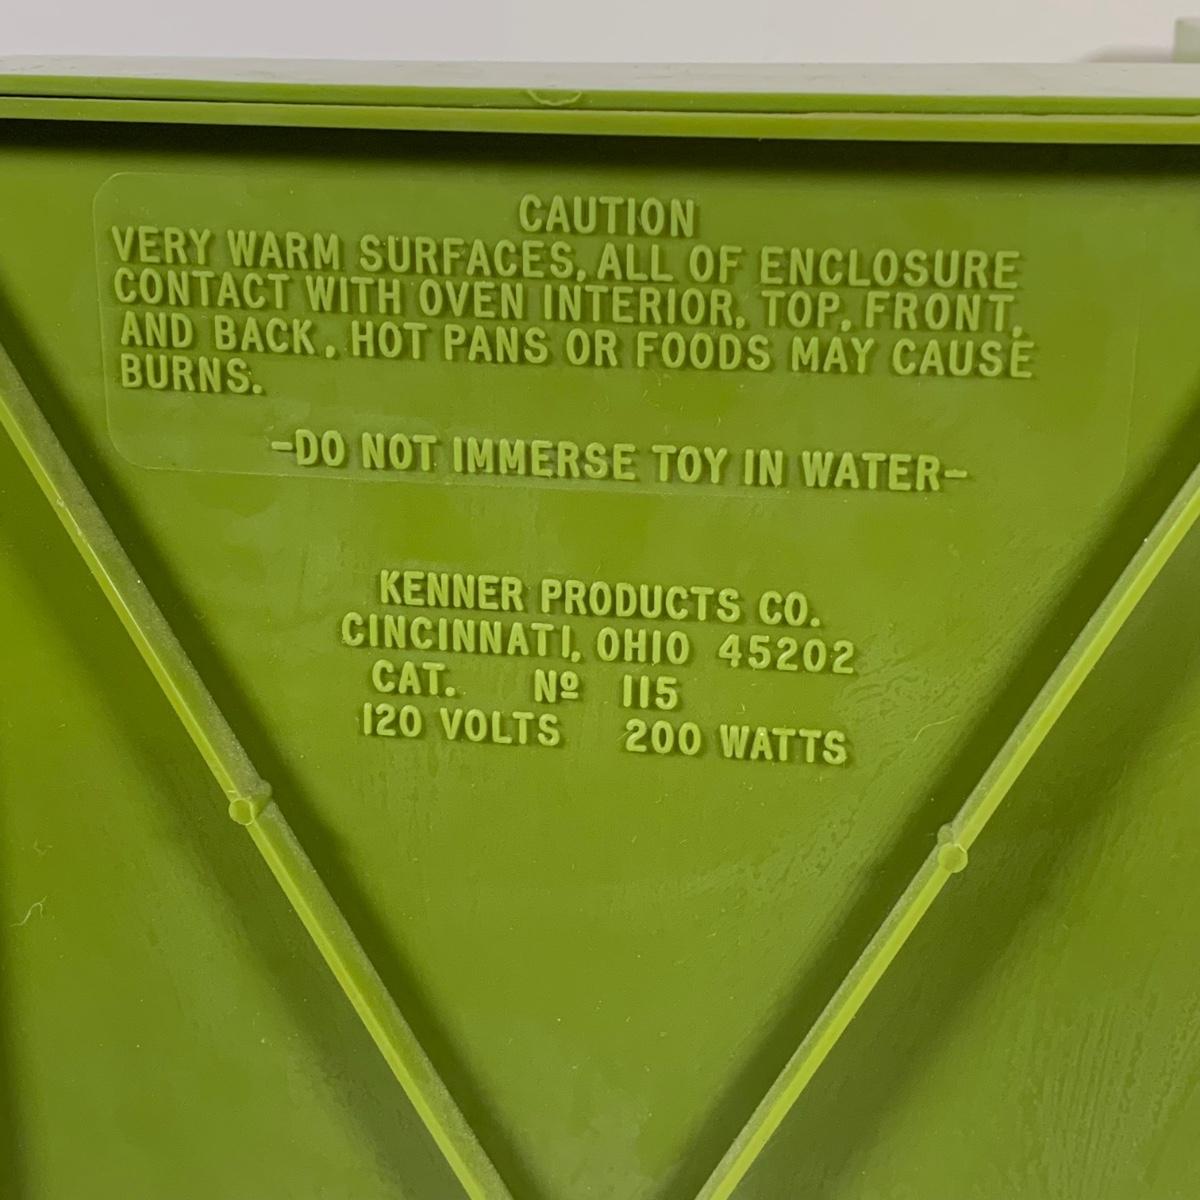 CAUTION
VERY WARM SURFACES, ALL OF ENCLOSURE
CONTACT WITH OVEN INTERIOR, TOP, FRONT,
AND BACK. HOT PANS OR FOODS MAY CAUSE
BURNS.
-DO NOT IMMERSE TOY IN WATER-
KENNER PRODUCTS CO.
CINCINNATI, OHIO 45202
CAT. Nº 115
120 VOLTS 200 WATTS